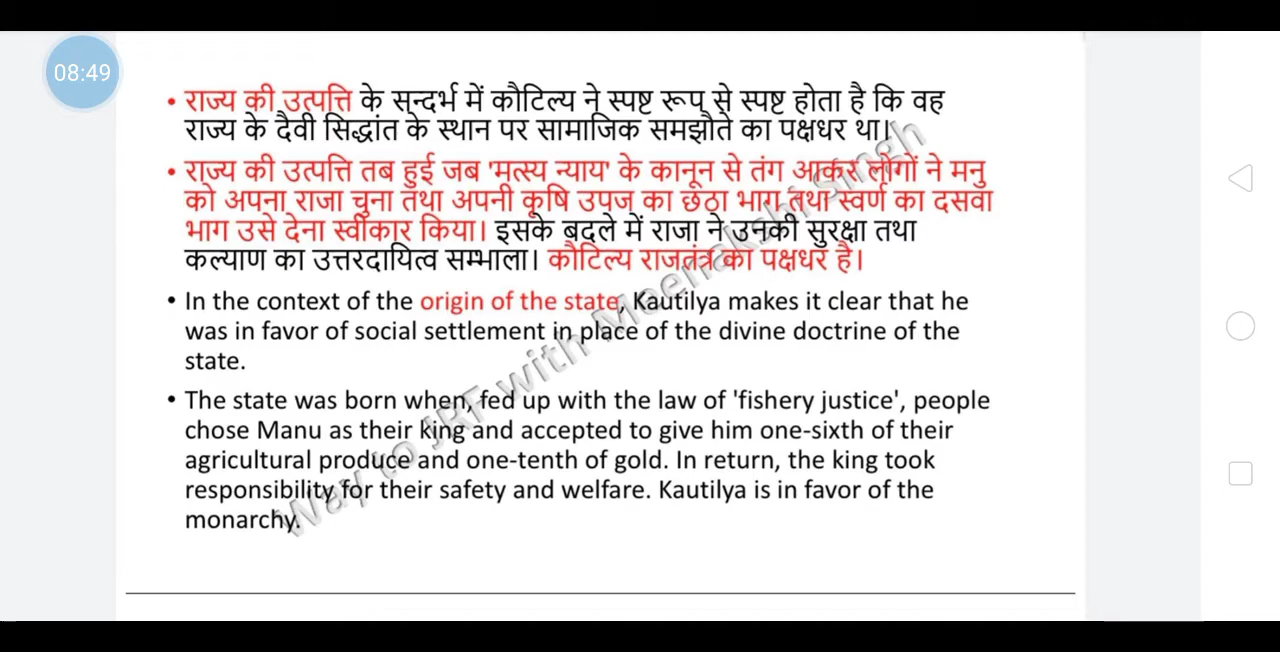 08:49
• राज्य की उत्पत्ति के सन्दर्भ में कौटिल्य ने स्पष्ट रूप से स्पष्ट होता है कि वह
राज्य के दैवी सिद्धांत के स्थान पर सामाजिक समझौते का पक्षधर था।
• राज्य की उत्पत्ति तब हुई जब 'मत्स्य न्याय' के कानून से तंग आकर लोगों ने मनु
को अपना राजा चुना तथा अपनी कृषि उपज का छठा भाग तथा स्वर्ण का दसवा
भाग उसे देना स्वीकार किया। इसके बदले में राजा ने उनकी सुरक्षा तथा
कल्याण का उत्तरदायित्व सम्भाला। कौटिल्य राजतंत्र का पक्षधर है।
• In the context of the origin of the state, Kautilya makes it clear that he
was in favor of social settlement in place of the divine doctrine of the
state.
• The state was born when, fed up with the law of 'fishery justice', people
chose Manu as their king and accepted to give him one-sixth of their
agricultural produce and one-tenth of gold. In return, the king took
responsibility for their safety and welfare. Kautilya is in favor of the
monarchy.
Way to JRF with Meenakshi Singh